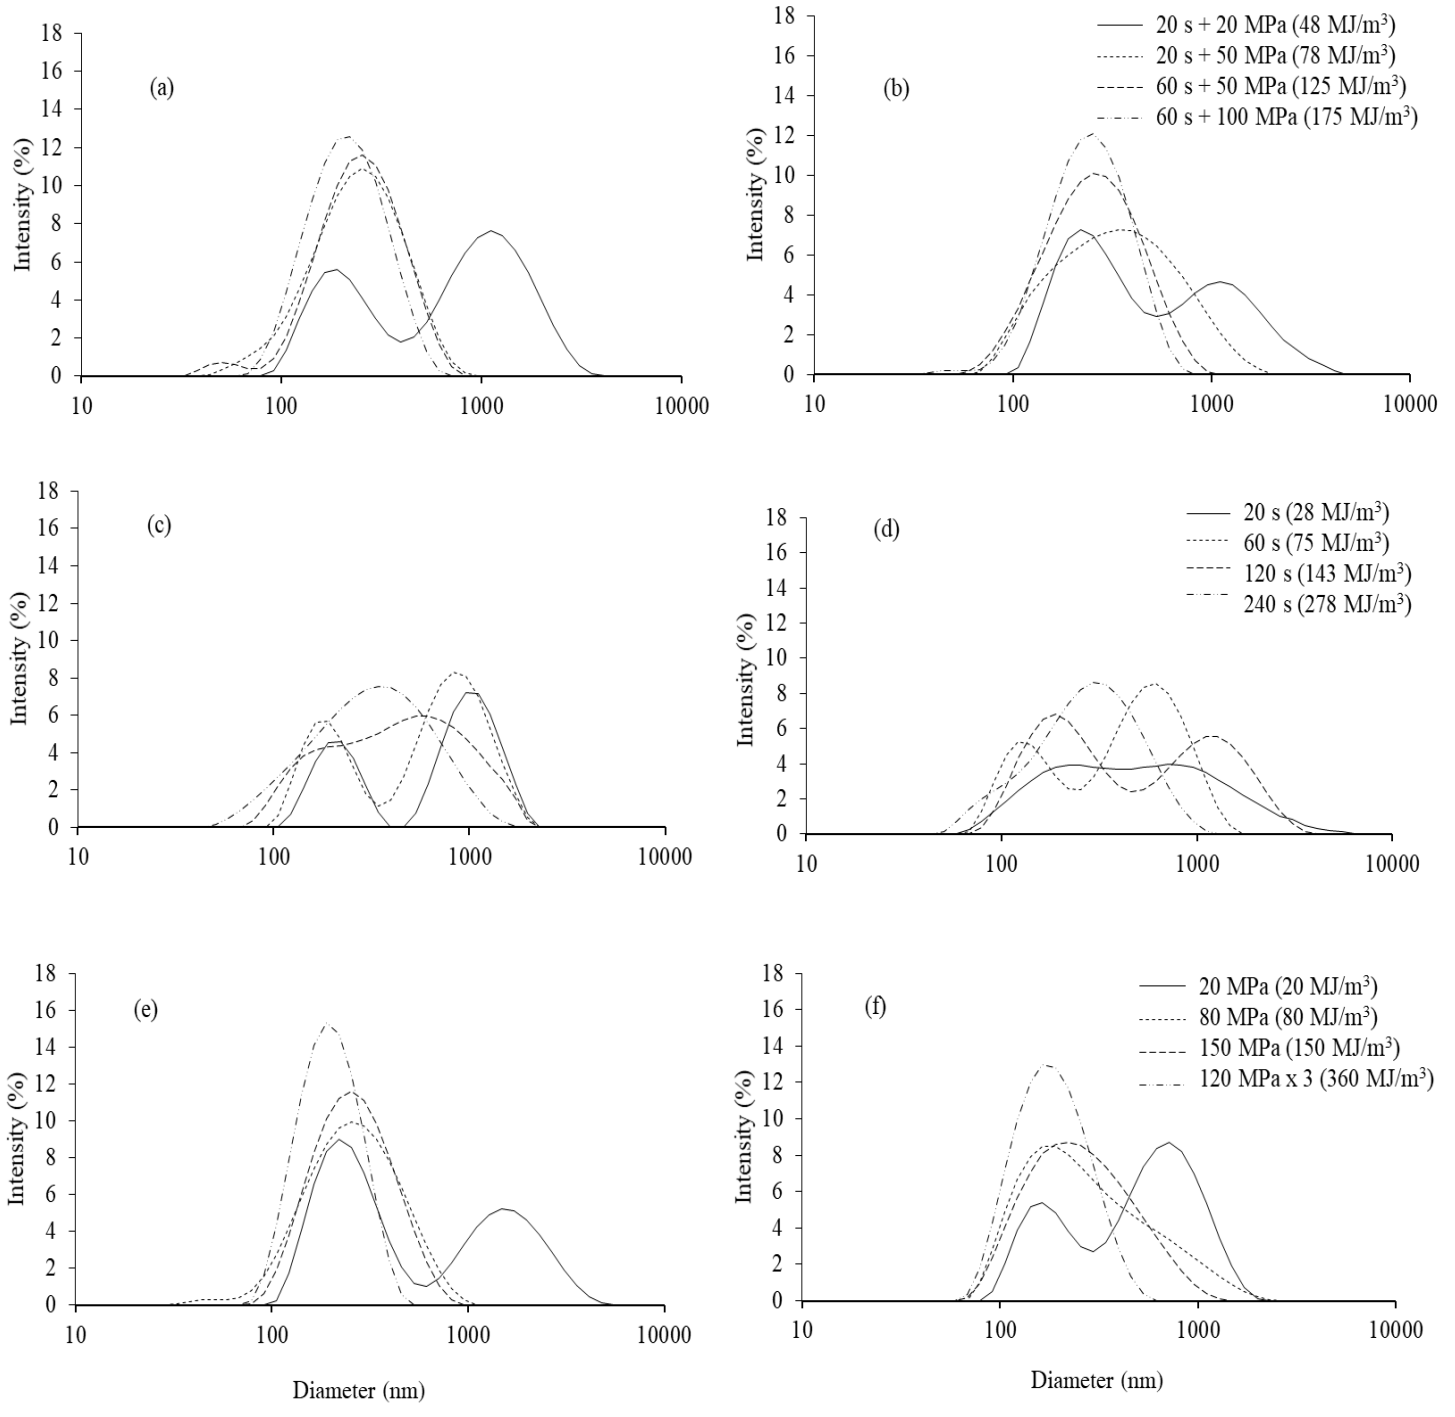 18
16
14
12
10
8
6
4
2
0
Intensity (%)
(a)
10 100 1000 10000
18
16
14
12
10
8
6
4
2
0
Intensity (%)
(b)
20 s + 20 MPa (48 MJ/m³)
20 s + 50 MPa (78 MJ/m³)
60 s + 50 MPa (125 MJ/m³)
60 s + 100 MPa (175 MJ/m³)
10 100 1000 10000
18
16
14
12
10
8
6
4
2
0
Intensity (%)
(c)
10 100 1000 10000
18
16
14
12
10
8
6
4
2
0
Intensity (%)
(d)
20 s (28 MJ/m³)
60 s (75 MJ/m³)
120 s (143 MJ/m³)
240 s (278 MJ/m³)
10 100 1000 10000
18
16
14
12
10
8
6
4
2
0
Intensity (%)
(e)
10 100 1000 10000
Diameter (nm)
18
16
14
12
10
8
6
4
2
0
Intensity (%)
(f)
20 MPa (20 MJ/m³)
80 MPa (80 MJ/m³)
150 MPa (150 MJ/m³)
120 MPa x 3 (360 MJ/m³)
10 100 1000 10000
Diameter (nm)